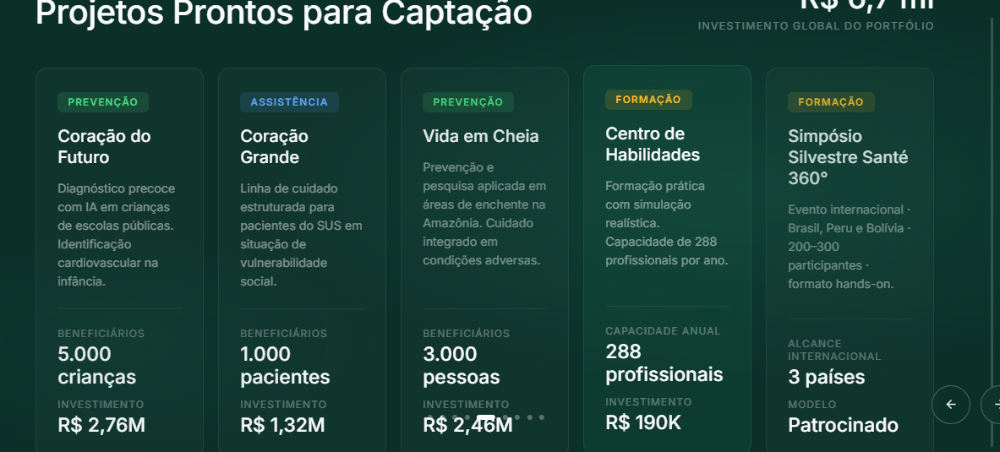 Projetos Prontos para Captação
R$ 6,7 mi
INVESTIMENTO GLOBAL DO PORTFÓLIO
PREVENÇÃO
Coração do
Futuro
Diagnóstico precoce
com IA em crianças
de escolas públicas.
Identificação
cardiovascular na
infância.
BENEFICIÁRIOS
5.000
crianças
INVESTIMENTO
R$ 2,76M
ASSISTÊNCIA
Coração
Grande
Linha de cuidado
estruturada para
pacientes do SUS em
situação de
vulnerabilidade
social.
BENEFICIÁRIOS
1.000
pacientes
INVESTIMENTO
R$ 1,32M
PREVENÇÃO
Vida em Cheia
Prevenção e
pesquisa aplicada em
áreas de enchente na
Amazônia. Cuidado
integrado em
condições adversas.
BENEFICIÁRIOS
3.000
pessoas
INVESTIMENTO
R$ 2,46M
FORMAÇÃO
Centro de
Habilidades
Formação prática
com simulação
realística.
Capacidade de 288
profissionais por ano.
CAPACIDADE ANUAL
288
profissionais
INVESTIMENTO
R$ 190K
FORMAÇÃO
Simpósio
Silvestre Santé
360°
Evento internacional ·
Brasil, Peru e Bolívia ·
200–300
participantes ·
formato hands-on.
ALCANCE
INTERNACIONAL
3 países
MODELO
Patrocinado